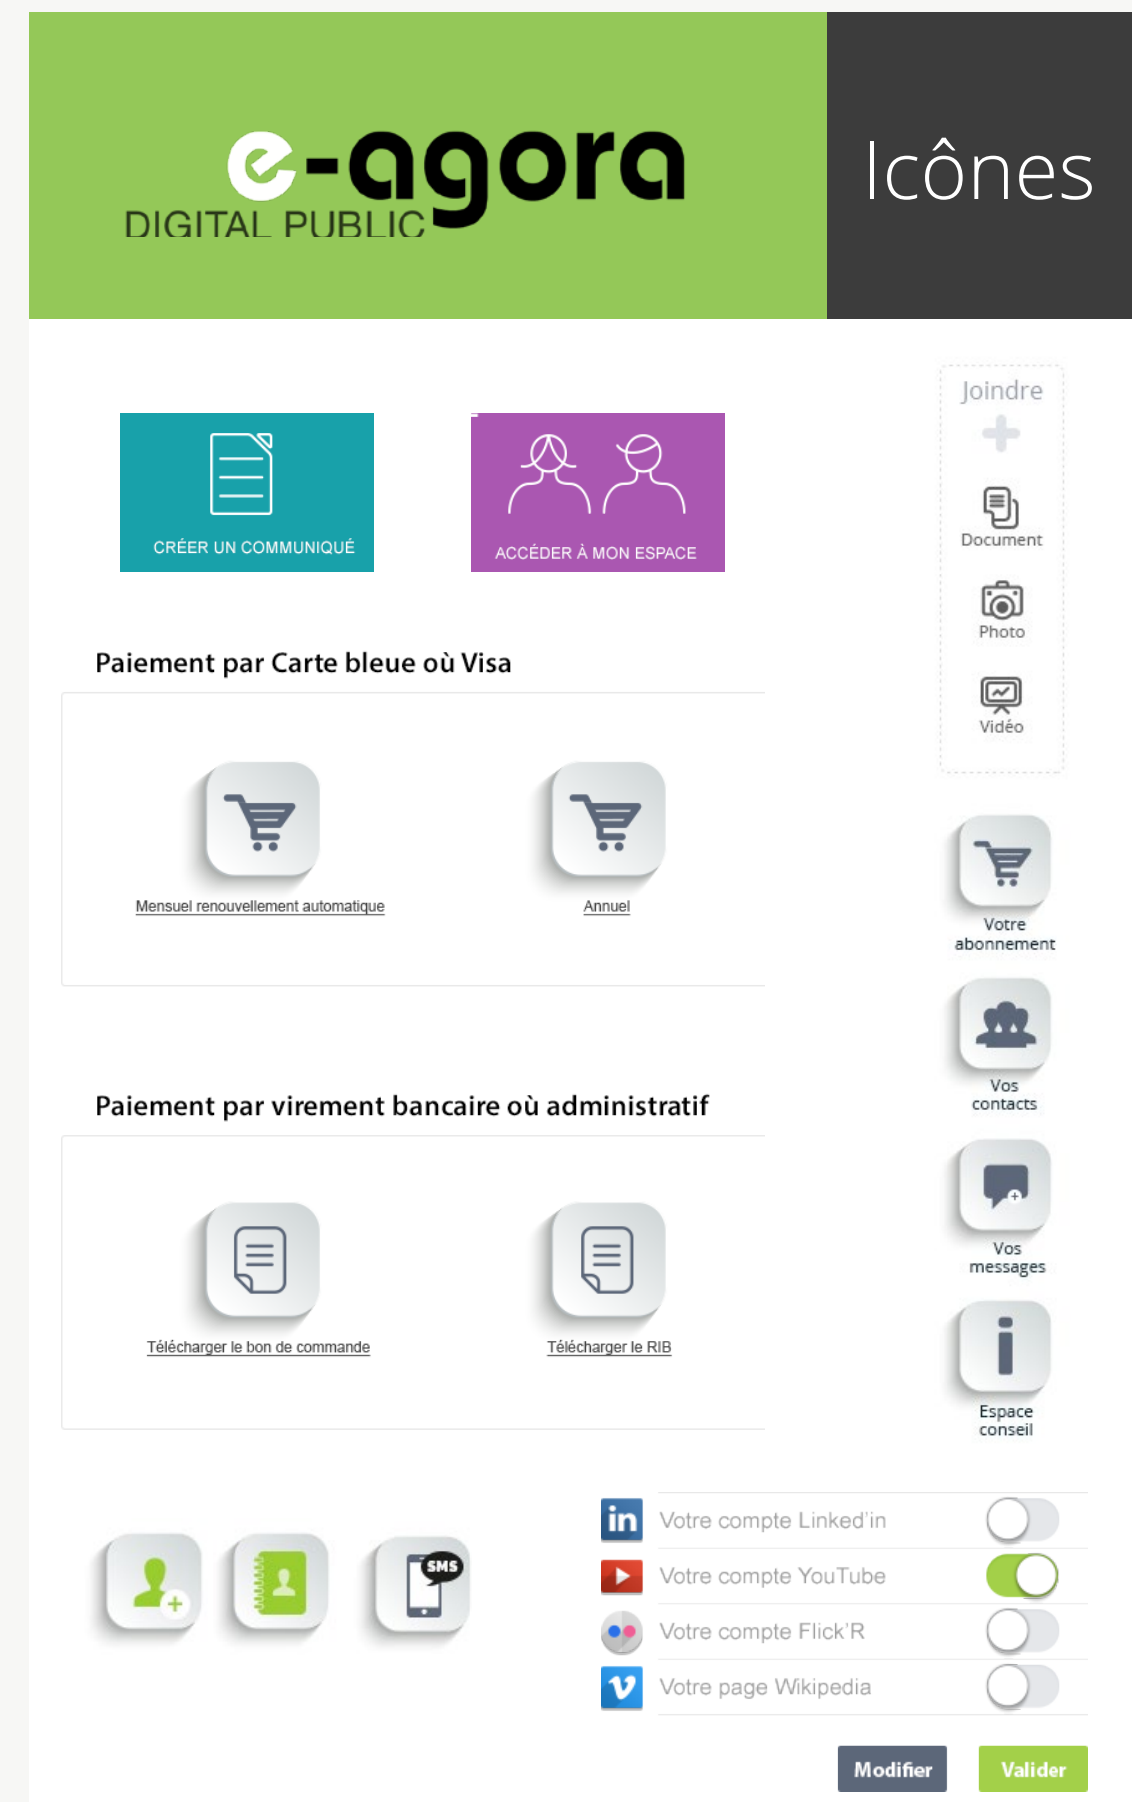 e-agora
DIGITAL PUBLIC
Icônes
CRÉER UN COMMUNIQUÉ
ACCÉDER À MON ESPACE
Joindre
Document
Photo
Vidéo
Paiement par Carte bleue où Visa
Mensuel renouvellement automatique
Annuel
Votre
abonnement
Vos
contacts
Paiement par virement bancaire où administratif
Télécharger le bon de commande
Télécharger le RIB
Vos
messages
Espace
conseil
SMS
in
Votre compte Linked'in
Votre compte YouTube
Votre compte Flick'R
Votre page Wikipedia
Modifier
Valider